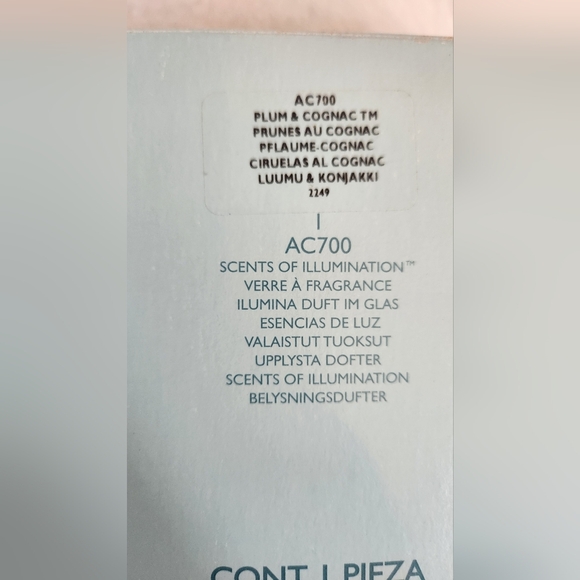 AC700
PLUM & COGNAC TM
PRUNES AU COGNAC
PFLAUME-COGNAC
CIRUELAS AL COGNAC
LUUMU & KONJAKKI
2249
1
AC700
SCENTS OF ILLUMINATION™
VERRE À FRAGRANCE
ILUMINA DUFT IM GLAS
ESENCIAS DE LUZ
VALAISTUT TUOKSUT
UPPLYSTA DOFTER
SCENTS OF ILLUMINATION
BELYSNINGSDUFTER
CONT. 1 PIEZA